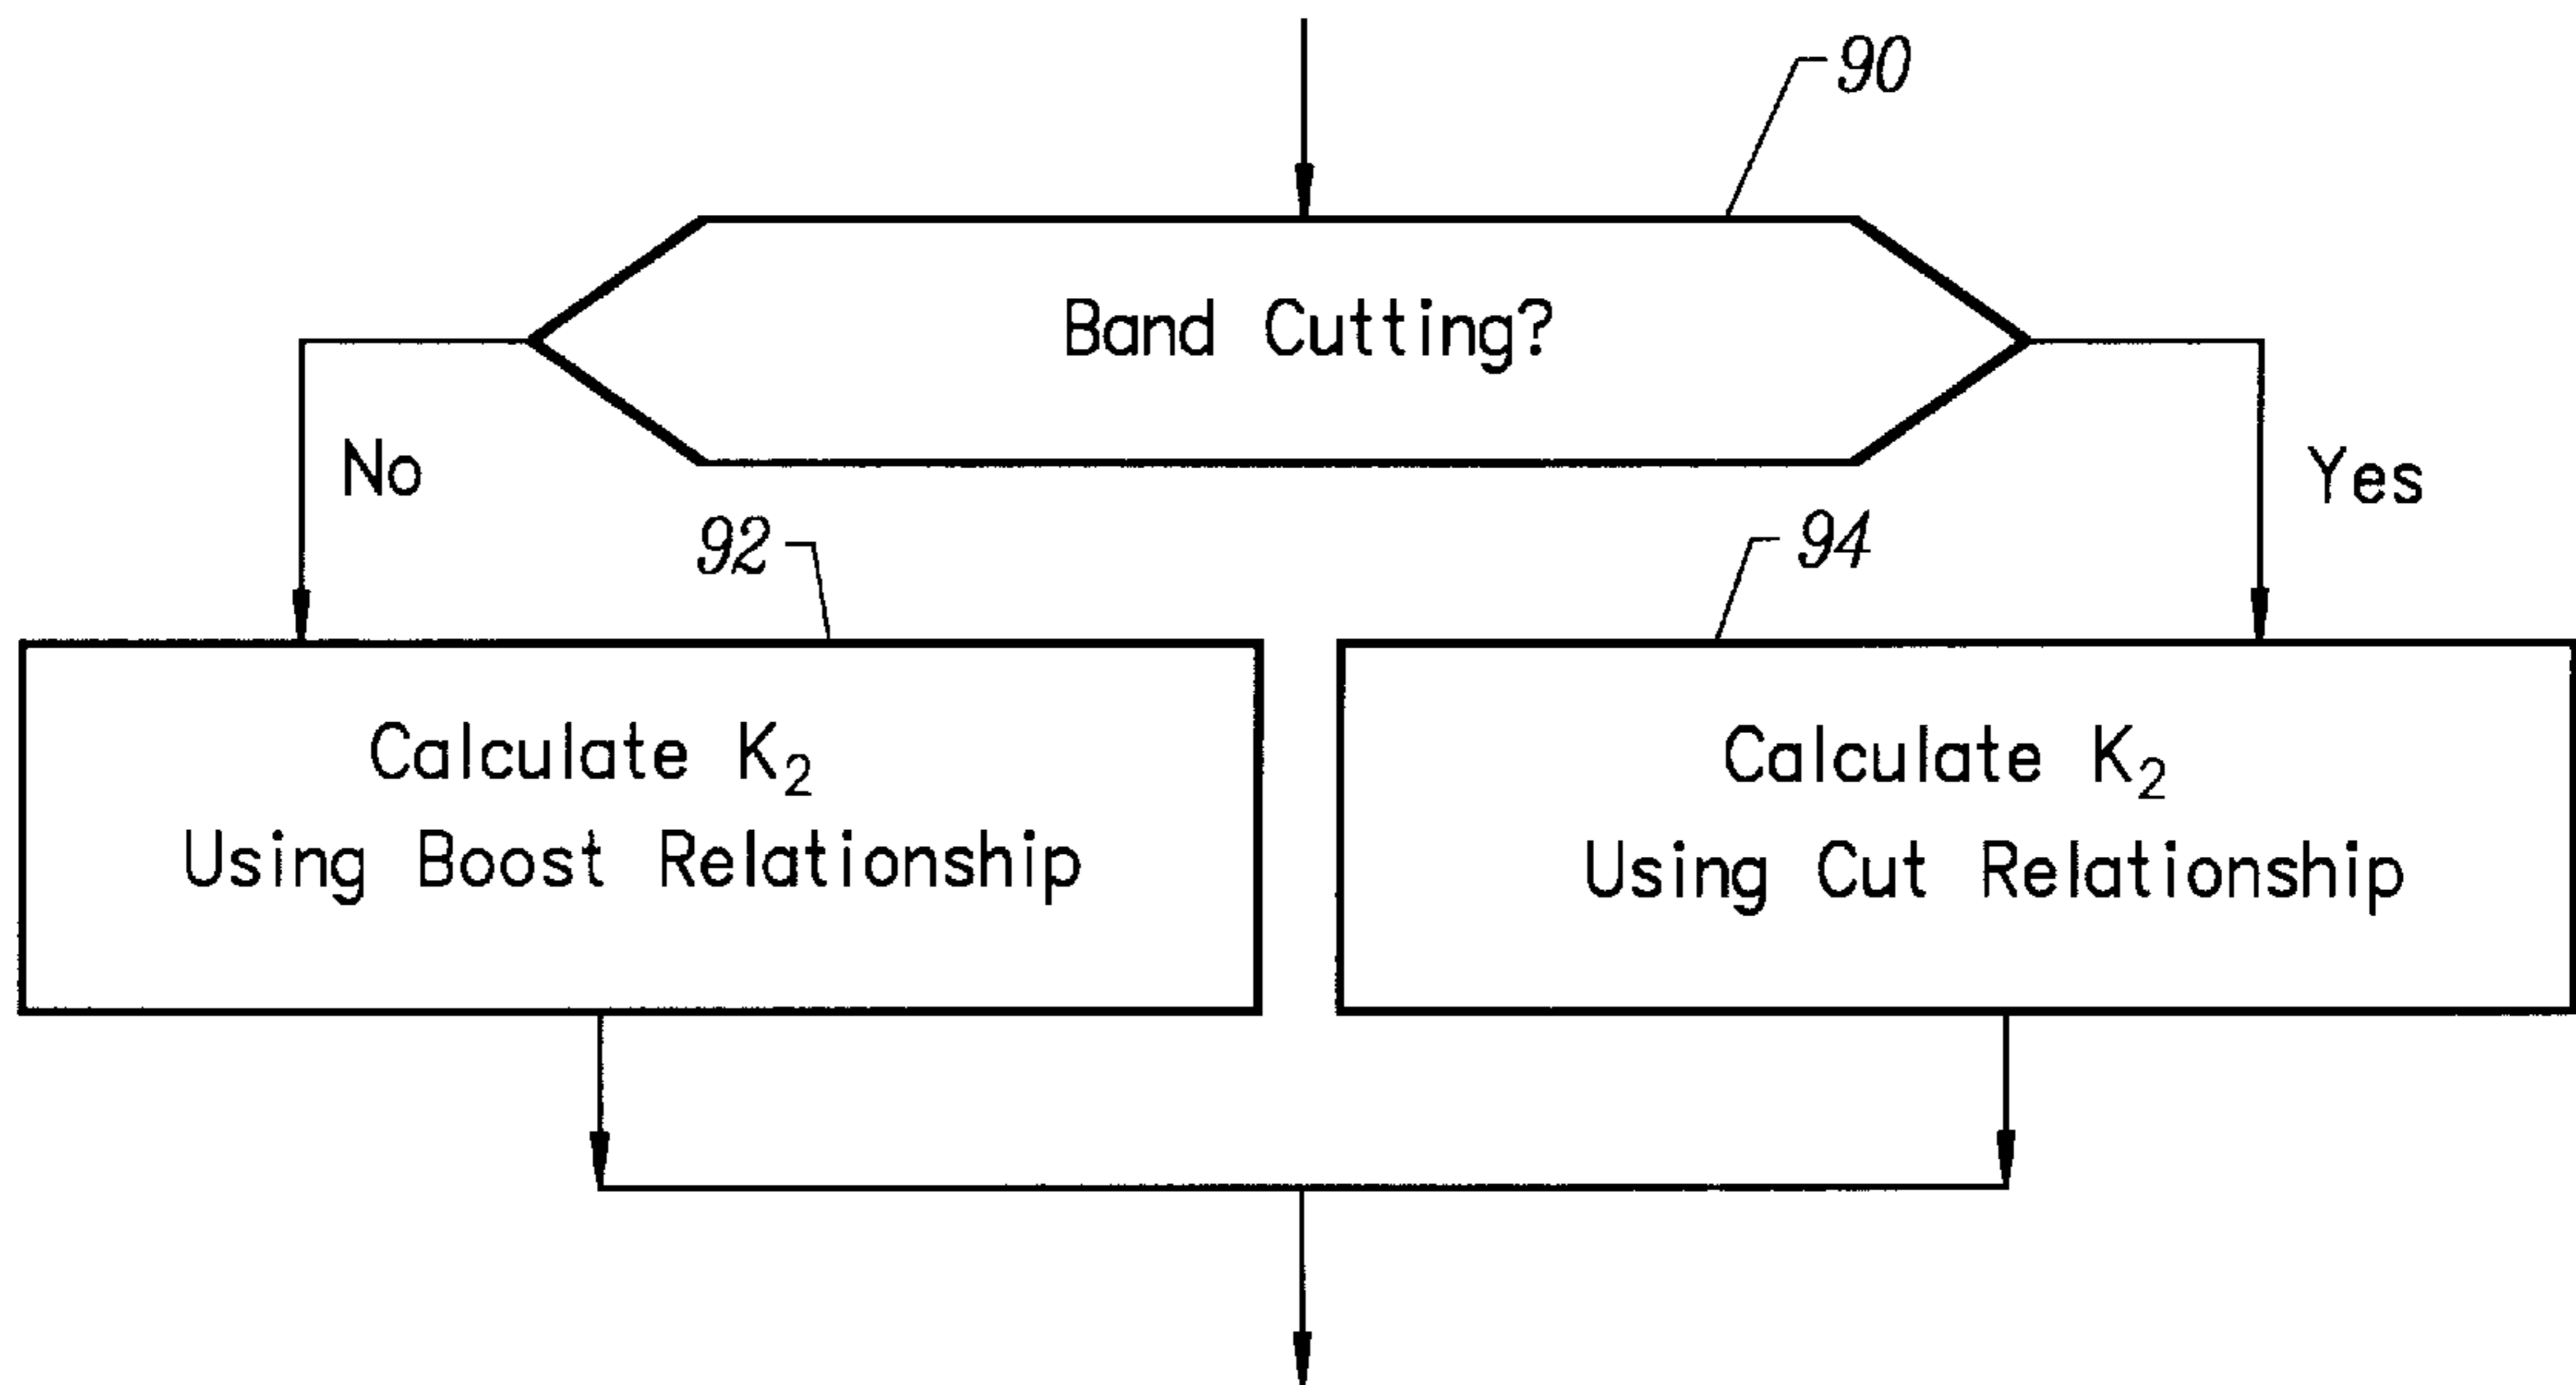 90
Band Cutting?
No
Yes
92
94
Calculate K₂
Using Boost Relationship
Calculate K₂
Using Cut Relationship